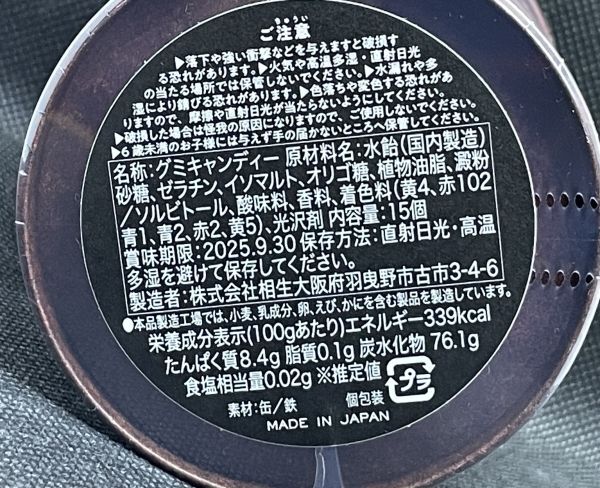 きゅうい
ご注意
▶落下や強い衝撃などを与えますと破損す
る恐れがあります。▶火気や高温多湿・直射日光
の当たる場所では保管しないでください。▶水濡れや多
湿により錆びる恐れがあります。▶色落ちや変色する恐れがあ
りますので、摩擦や直射日光が当たらないようにしてください。
▶破損した場合は怪我の原因になりますので、ご使用しないでください。
▶6歳未満のお子様には与えず手の届かないところへ保管してください。
名称:グミキャンディー 原材料名:水飴(国内製造)
砂糖、ゼラチン、イソマルト、オリゴ糖、植物油脂、澱粉
/ソルビトール、酸味料、香料、着色料(黄4、赤102
青1、青2、赤2、黄5)、光沢剤 内容量:15個
賞味期限:2025.9.30 保存方法:直射日光・高温
多湿を避けて保存してください。
製造者:株式会社相生大阪府羽曳野市古市3-4-6
●本品製造工場では、小麦、乳成分、卵、えび、かにを含む製品を製造しています。
栄養成分表示(100gあたり)エネルギー339kcal
たんぱく質8.4g 脂質0.1g 炭水化物 76.1g
食塩相当量0.02g ※推定値
プラ
素材:缶/鉄 個包装
MADE IN JAPAN